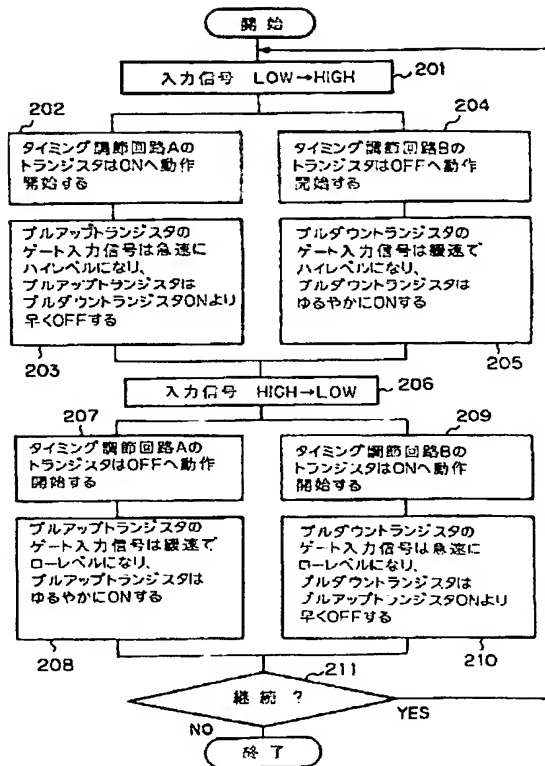 開始
入力信号 LOW→HIGH
201
202
タイミング調節回路Aの
トランジスタはONへ動作
開始する
204
タイミング調節回路Bの
トランジスタはOFFへ動作
開始する
プルアップトランジスタの
ゲート入力信号は急速に
ハイレベルになり、
プルアップトランジスタは
プルダウントランジスタONより
早くOFFする
203
プルダウントランジスタの
ゲート入力信号は緩速で
ハイレベルになり、
プルダウントランジスタは
ゆるやかにONする
205
入力信号 HIGH→LOW
206
207
タイミング調節回路Aの
トランジスタはOFFへ動作
開始する
209
タイミング調節回路Bの
トランジスタはONへ動作
開始する
プルアップトランジスタの
ゲート入力信号は緩速で
ローレベルになり、
プルアップトランジスタは
ゆるやかにONする
208
プルダウントランジスタの
ゲート入力信号は急速に
ローレベルになり、
プルダウントランジスタは
プルアップトランジスタONより
早くOFFする
210
211
継続?
YES
NO
終了